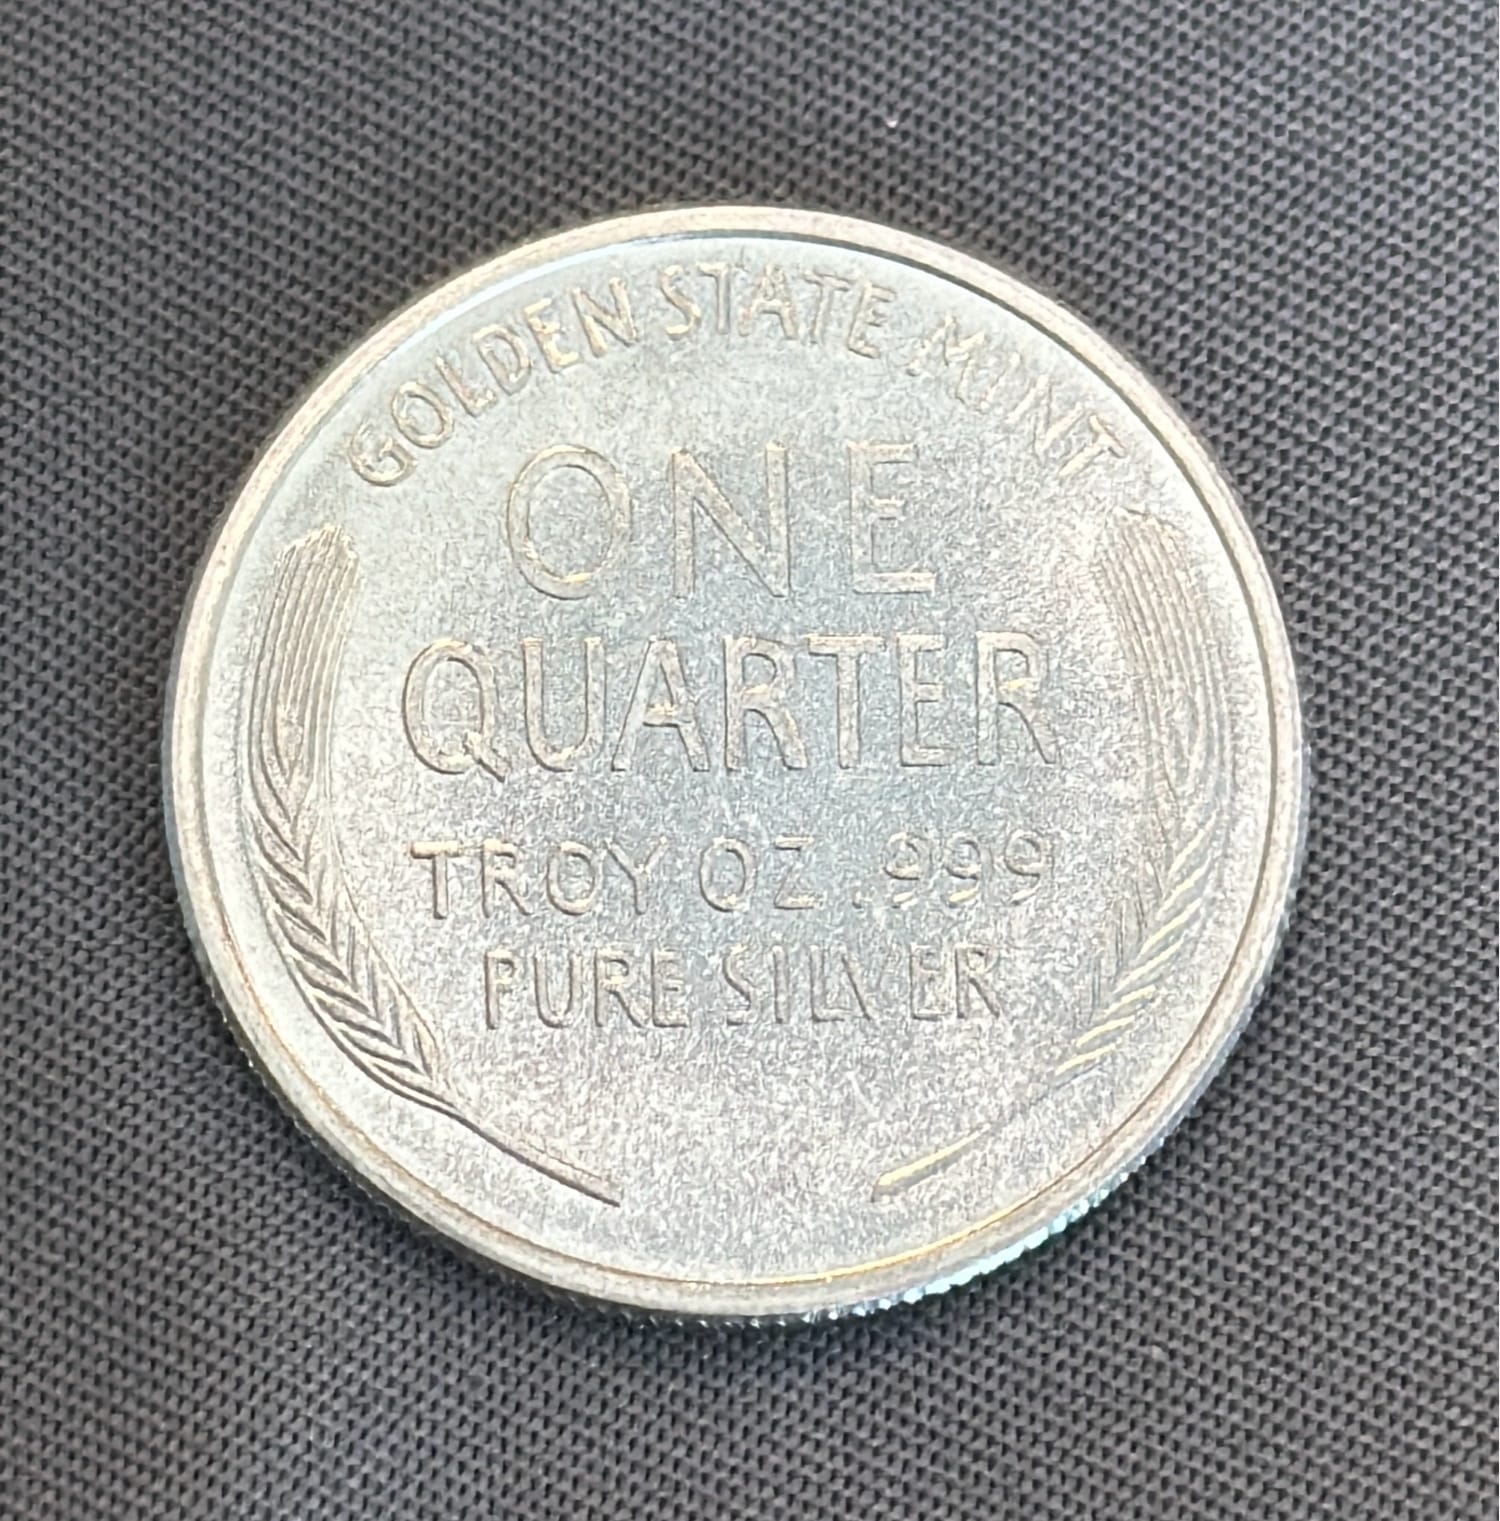 GOLDEN STATE MINT
ONE
QUARTER
TROY OZ .999
PURE SILVER